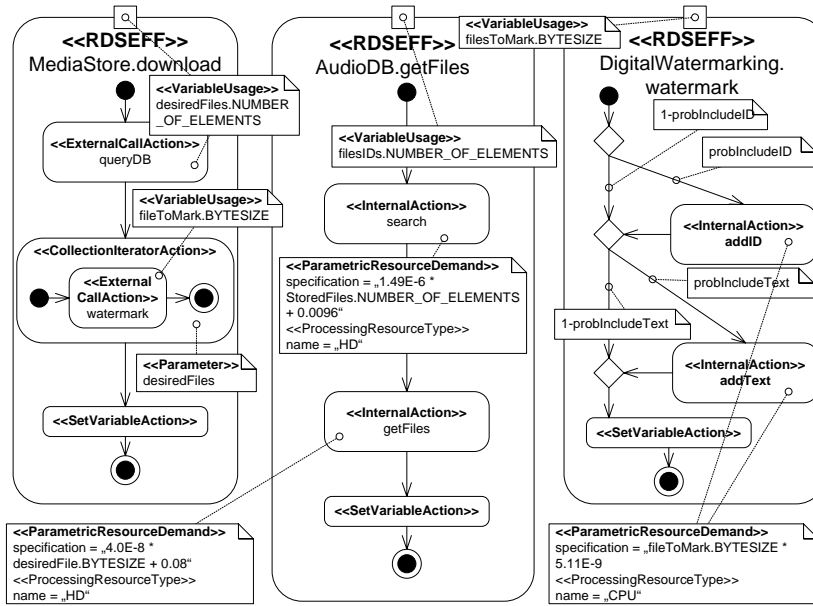 <<RDSEFF>>
MediaStore.download
<<VariableUsage>>
desiredFiles.NUMBER
_OF_ELEMENTS
<<ExternalCallAction>>
queryDB
<<VariableUsage>>
fileToMark.BYTESIZE
<<CollectionIteratorAction>>
<<External
CallAction>>
watermark
<<Parameter>>
desiredFiles
<<SetVariableAction>>
<<ParametricResourceDemand>>
specification = „4.0E-8 *
desiredFile.BYTESIZE + 0.08“
<<ProcessingResourceType>>
name = „HD“
<<RDSEFF>>
AudioDB.getFiles
<<VariableUsage>>
filesIDs.NUMBER_OF_ELEMENTS
<<InternalAction>>
search
<<ParametricResourceDemand>>
specification = „1.49E-6 *
StoredFiles.NUMBER_OF_ELEMENTS
+ 0.0096“
<<ProcessingResourceType>>
name = „HD“
<<InternalAction>>
getFiles
<<SetVariableAction>>
<<VariableUsage>>
filesToMark.BYTESIZE
<<RDSEFF>>
DigitalWatermarking.
watermark
1-probIncludeID
probIncludeID
<<InternalAction>>
addID
probIncludeText
1-probIncludeText
<<InternalAction>>
addText
<<SetVariableAction>>
<<ParametricResourceDemand>>
specification = „fileToMark.BYTESIZE *
5.11E-9
<<ProcessingResourceType>>
name = „CPU“